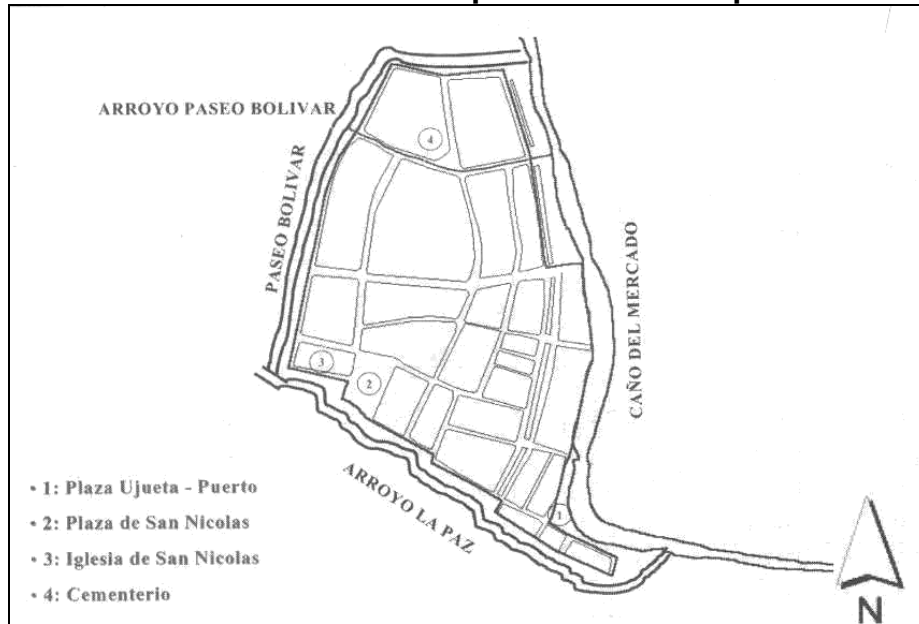 ARROYO PASEO BOLIVAR
4
PASEO BOLIVAR
CAÑO DEL MERCADO
3
2
1
ARROYO LA PAZ
• 1: Plaza Ujueta - Puerto
• 2: Plaza de San Nicolas
• 3: Iglesia de San Nicolas
• 4: Cementerio
N